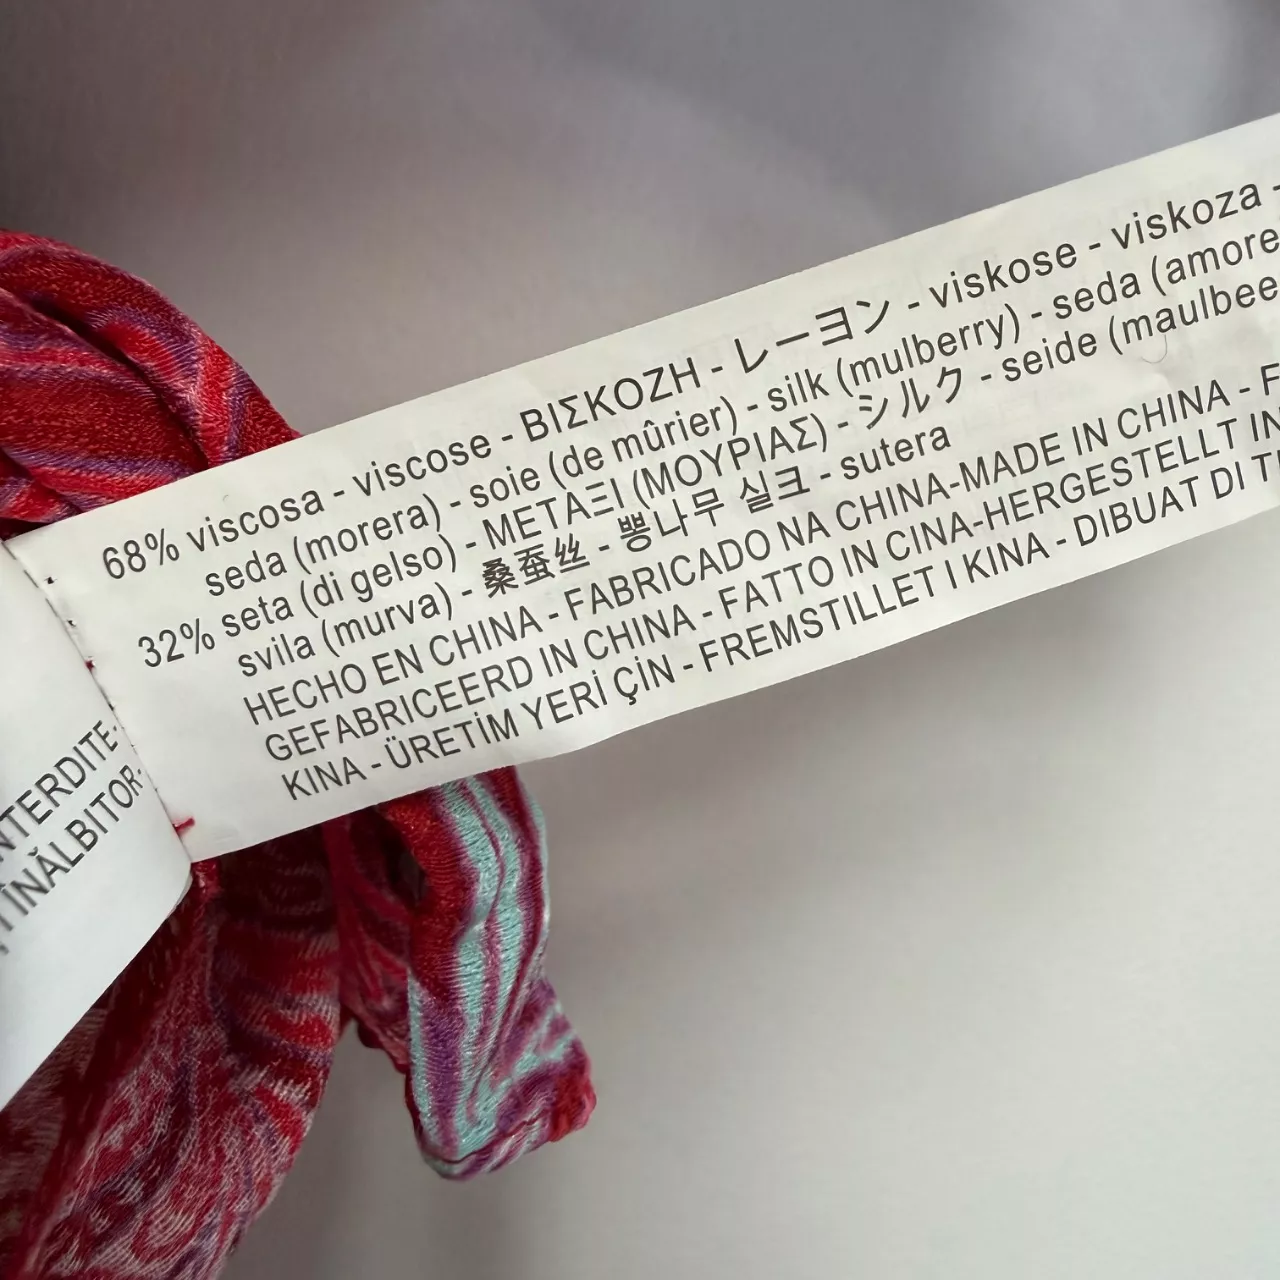 68% viscosa - viscose - ΒΙΣΚΟΖΗ - レーヨン - viskose - viskoza -
seda (morera) - soie (de mûrier) - silk (mulberry) - seda (amore
32% seta (di gelso) - ΜΕΤΑΞΙ (ΜΟΥΡΙΑΣ) - シルク - seide (maulbee
svila (murva) - 桑蚕丝 - 뽕나무 실크 - sutera
HECHO EN CHINA - FABRICADO NA CHINA-MADE IN CHINA - F
GEFABRICEERD IN CHINA - FATTO IN CINA-HERGESTELLT IN
KINA - ÜRETİM YERİ ÇİN - FREMSTILLET I KINA - DIBUAT DI
NTERDITE-
ÎNĂLBITOR-